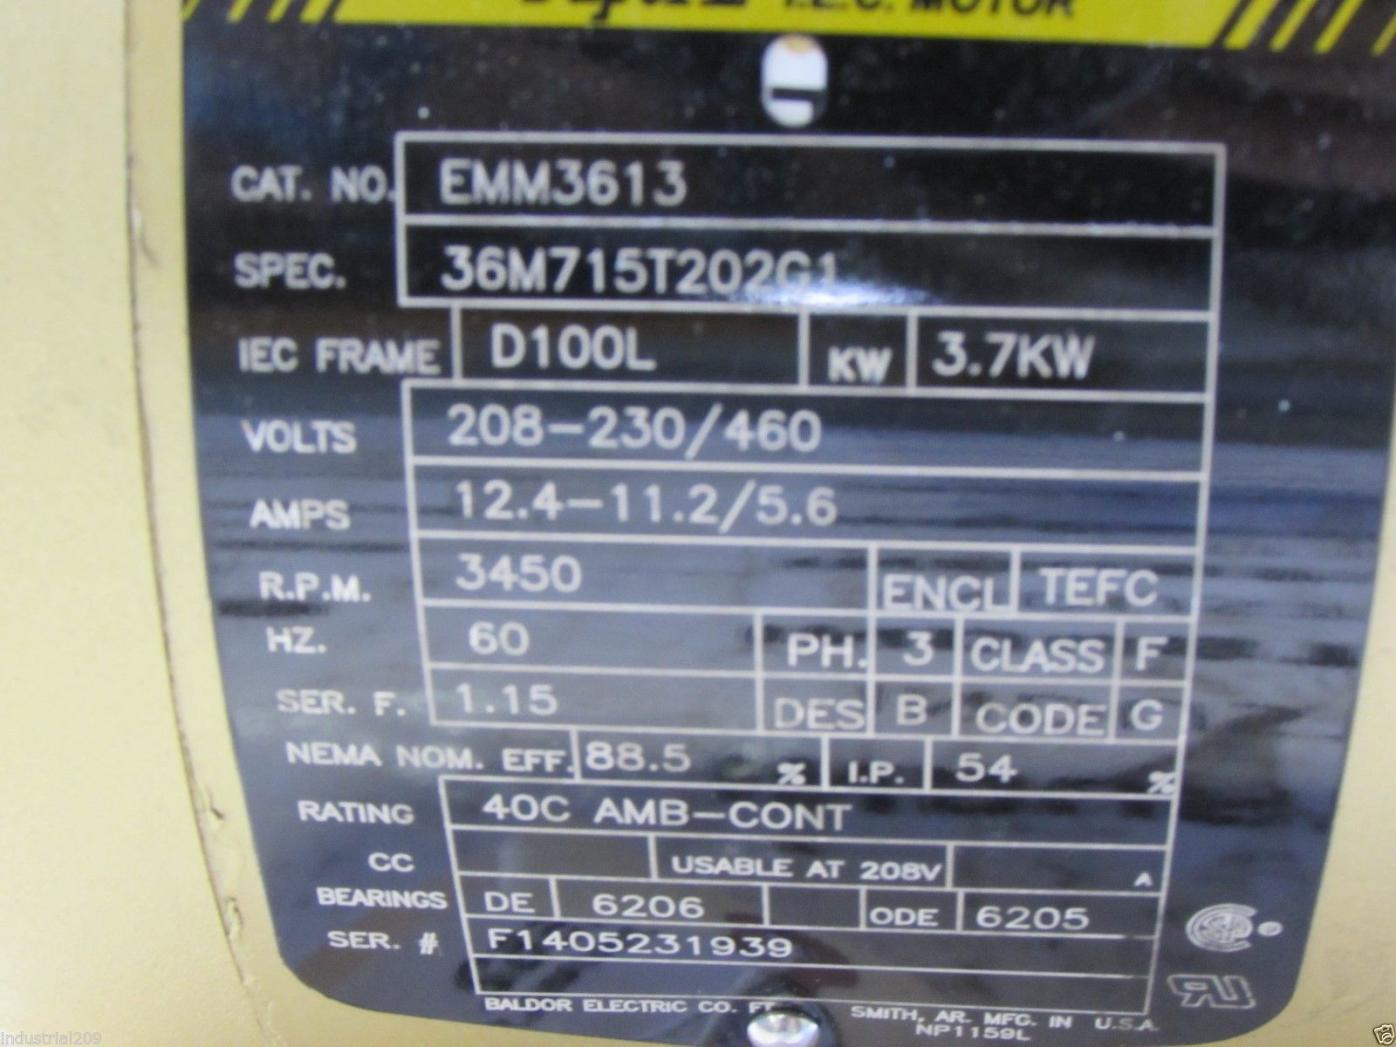 I.E.C. MOTOR
CAT. NO. EMM3613
SPEC. 36M715T202G1
IEC FRAME D100L KW 3.7KW
VOLTS 208-230/460
AMPS 12.4-11.2/5.6
R.P.M. 3450 ENCL TEFC
HZ. 60 PH. 3 CLASS F
SER. F. 1.15 DES B CODE G
NEMA NOM. EFF. 88.5 % I.P. 54 %
RATING 40C AMB-CONT
CC USABLE AT 208V A
BEARINGS DE 6206 ODE 6205
SER. # F1405231939
BALDOR ELECTRIC CO. FT. SMITH, AR. MFG. IN U.S.A.
NP1159L
industrial209